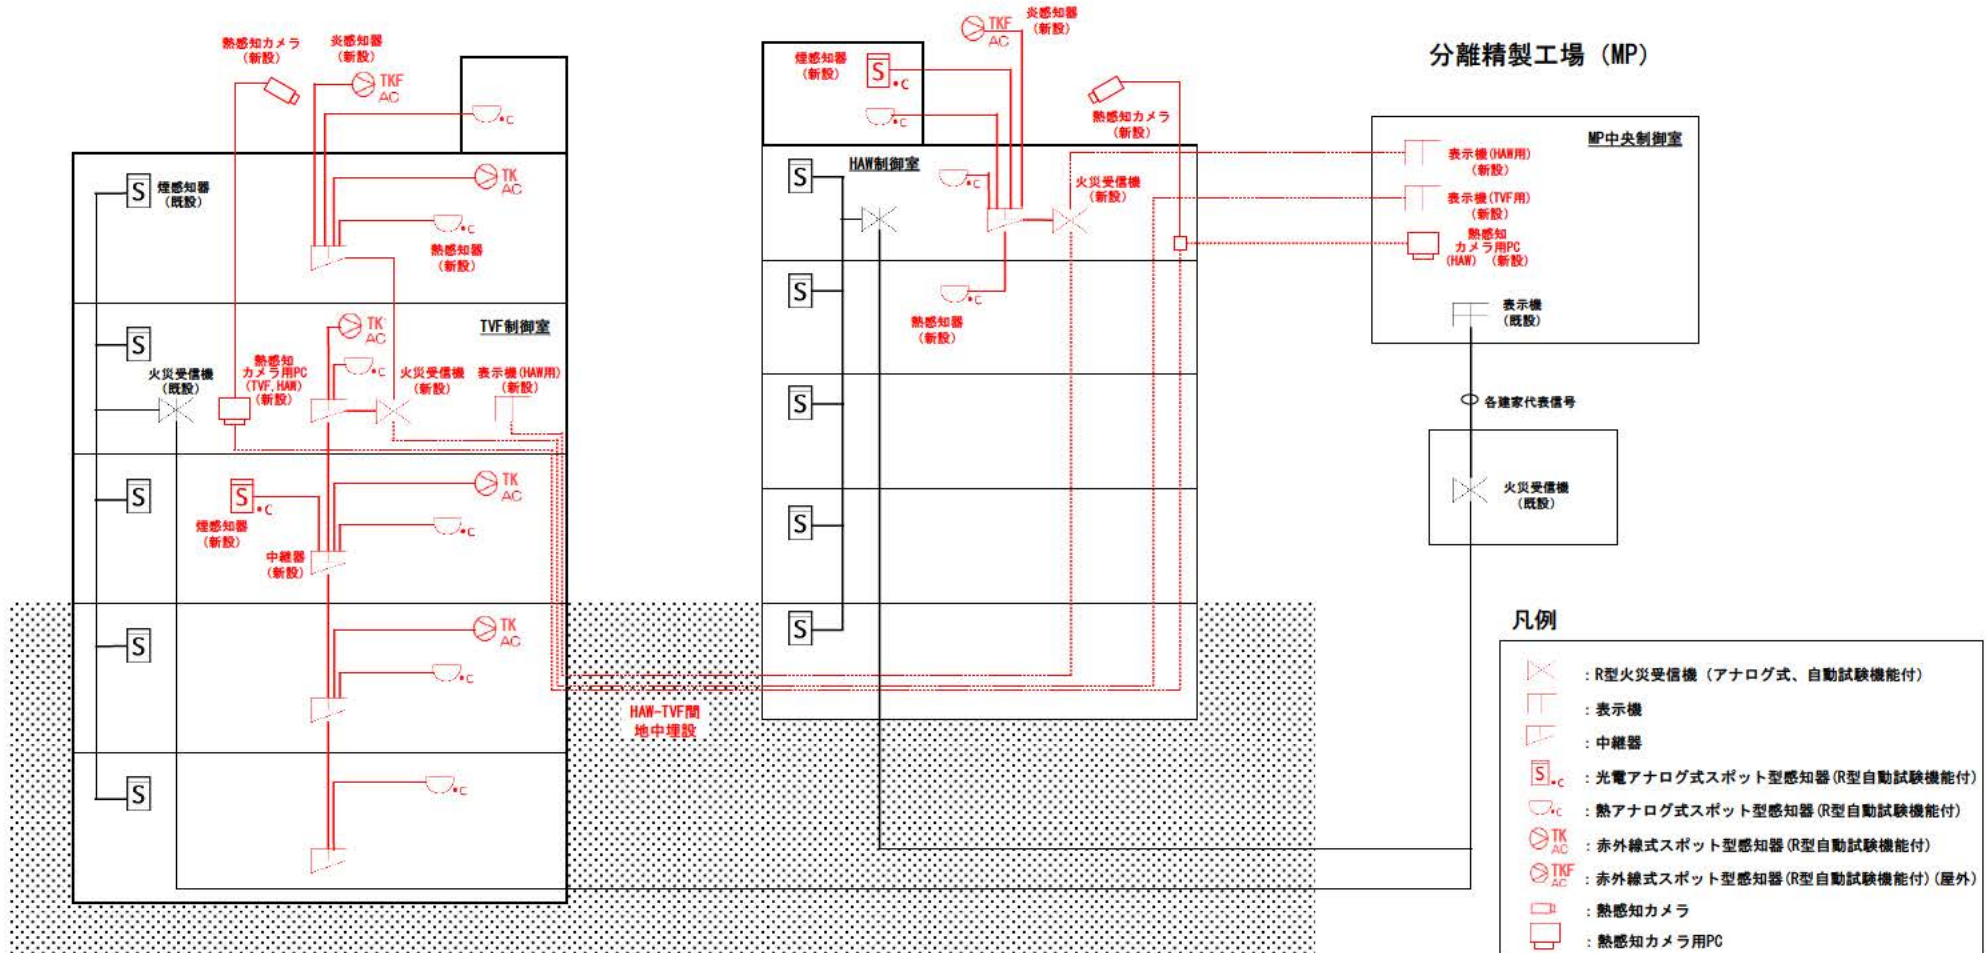 熱感知カメラ
(新設)
炎感知器
(新設)
TKF
AC
C
S
煙感知器
(既設)
TK
AC
C
熱感知器
(新設)
S
TK
AC
TVF制御室
火災受信機
(既設)
熱感知
カメラ用PC
(TVF,HAW)
(新設)
C
火災受信機
(新設)
表示機(HAW用)
(新設)
S
S
C
煙感知器
(新設)
TK
AC
C
中継器
(新設)
S
TK
AC
C
S
C
HAW-TVF間
地中埋設
TKF
AC
炎感知器
(新設)
煙感知器
(新設)
S
C
C
熱感知カメラ
(新設)
S
HAW制御室
C
火災受信機
(新設)
S
C
熱感知器
(新設)
S
S
S
分離精製工場（MP）
MP中央制御室
表示機(HAW用)
(新設)
表示機(TVF用)
(新設)
熱感知
カメラ用PC
(HAW) (新設)
表示機
(既設)
各建家代表信号
火災受信機
(既設)
凡例
：R型火災受信機（アナログ式、自動試験機能付）
：表示機
：中継器
S
C
：光電アナログ式スポット型感知器(R型自動試験機能付)
C
：熱アナログ式スポット型感知器(R型自動試験機能付)
TK
AC
：赤外線式スポット型感知器(R型自動試験機能付)
TKF
AC
：赤外線式スポット型感知器(R型自動試験機能付)(屋外)
：熱感知カメラ
：熱感知カメラ用PC